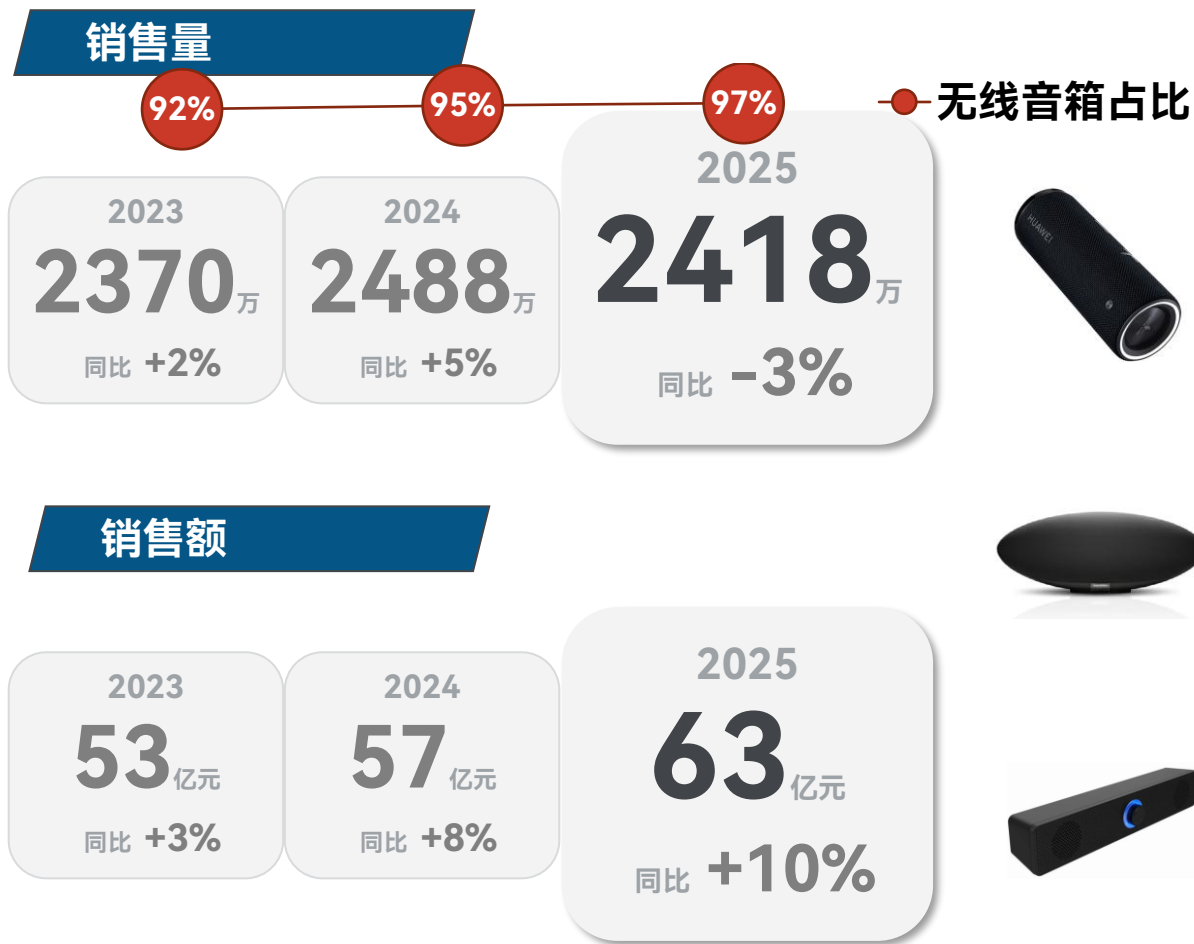 销售量
92%
95%
97%
无线音箱占比
2023
2370万
同比 +2%
2024
2488万
同比 +5%
2025
2418万
同比 -3%
HUAWEI
销售额
2023
53亿元
同比 +3%
2024
57亿元
同比 +8%
2025
63亿元
同比 +10%